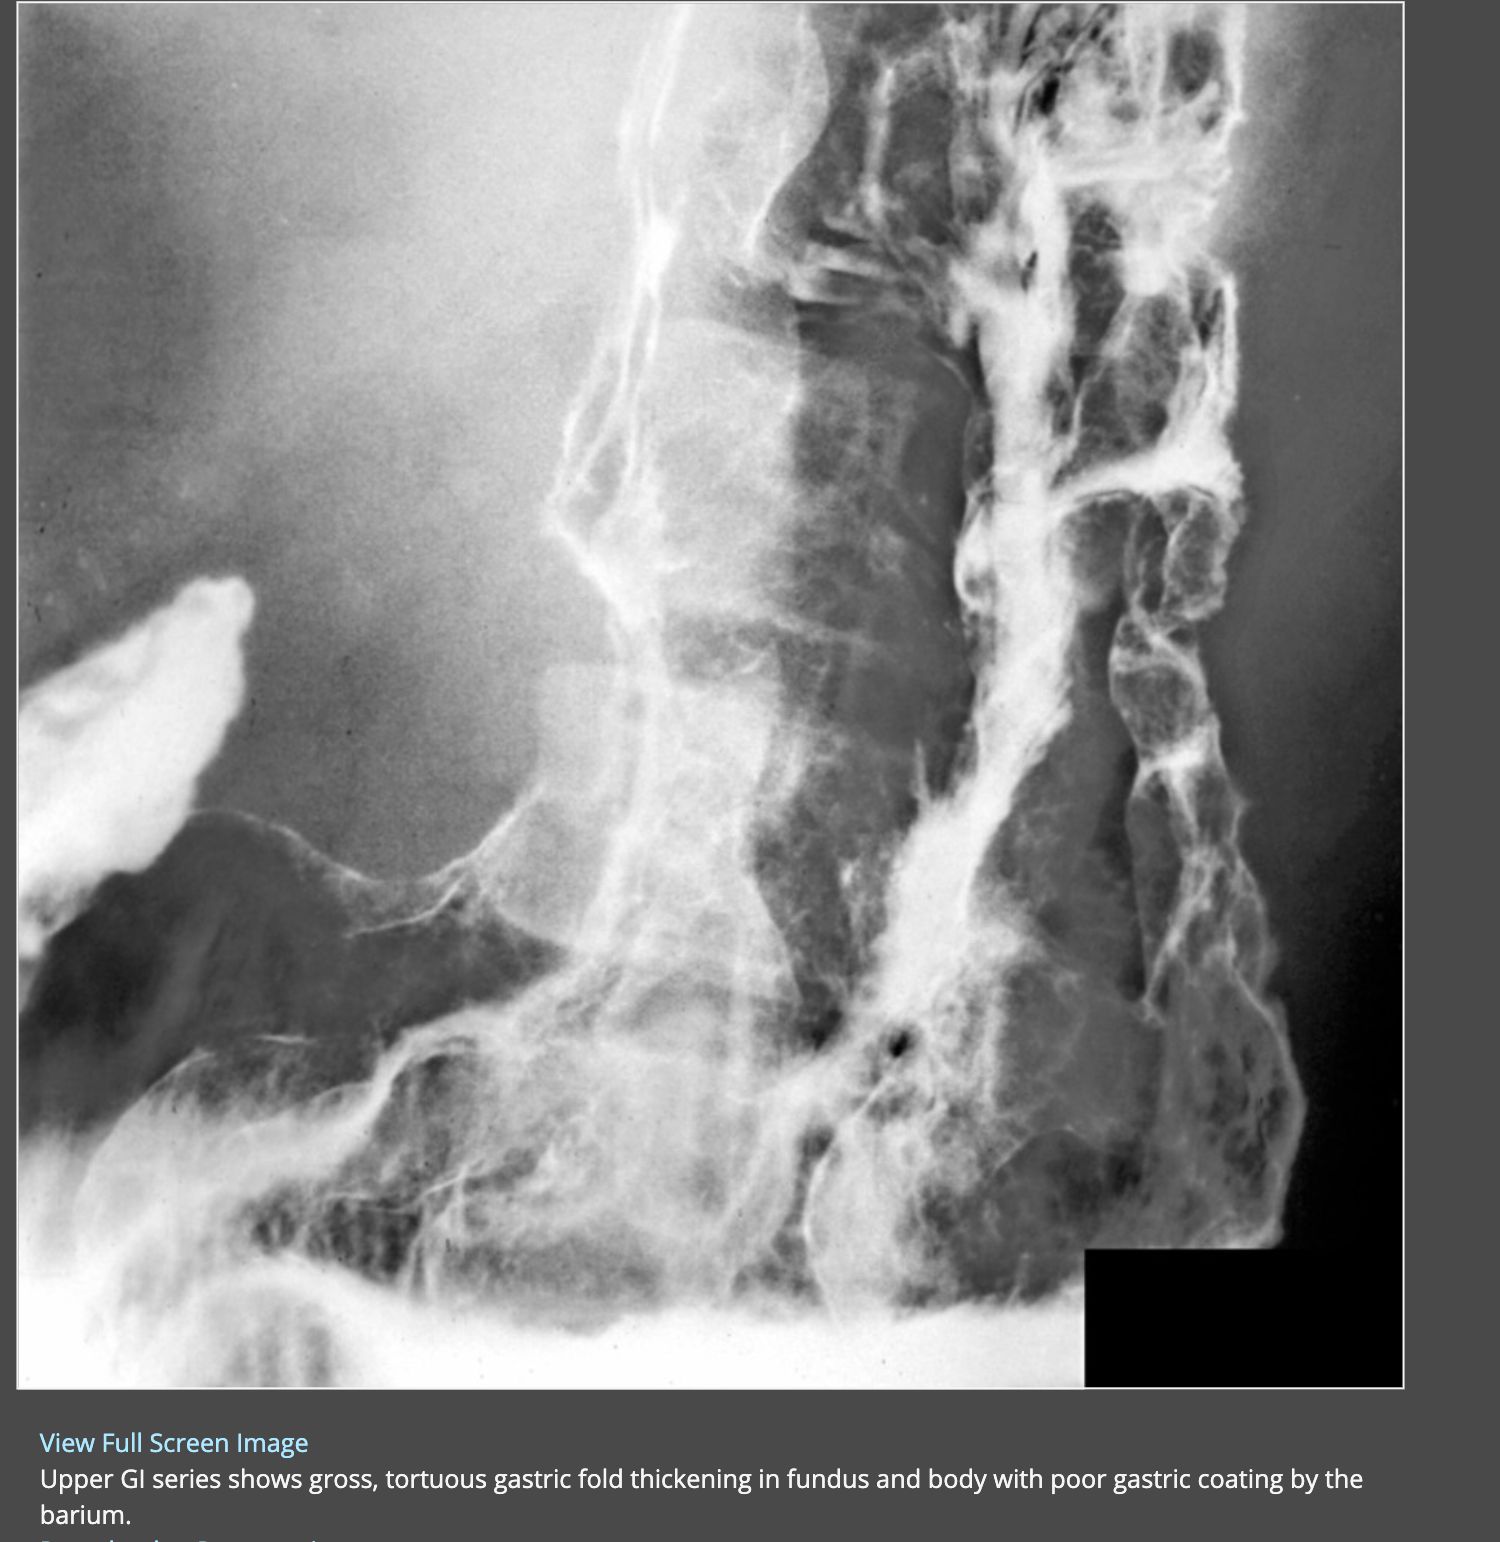 View Full Screen Image
Upper GI series shows gross, tortuous gastric fold thickening in fundus and body with poor gastric coating by the
barium.